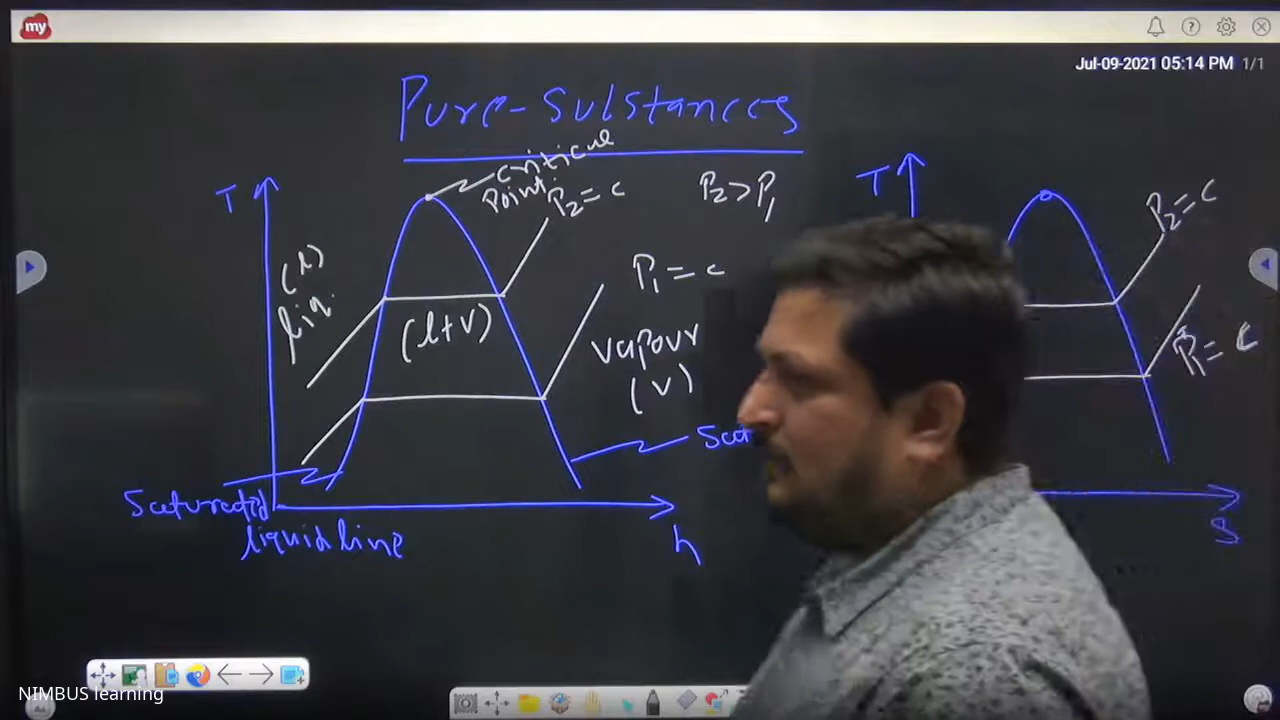 my
Jul-09-2021 05:14 PM 1/1
Pure-Substances
critical
Point
T
P2 = c
P2 > P1
T
P2 = c
(l)
liq.
P1 = c
(l+v)
vapour
(v)
P1 = c
Sat
Saturated
liquid line
h
S
NIMBUS learning